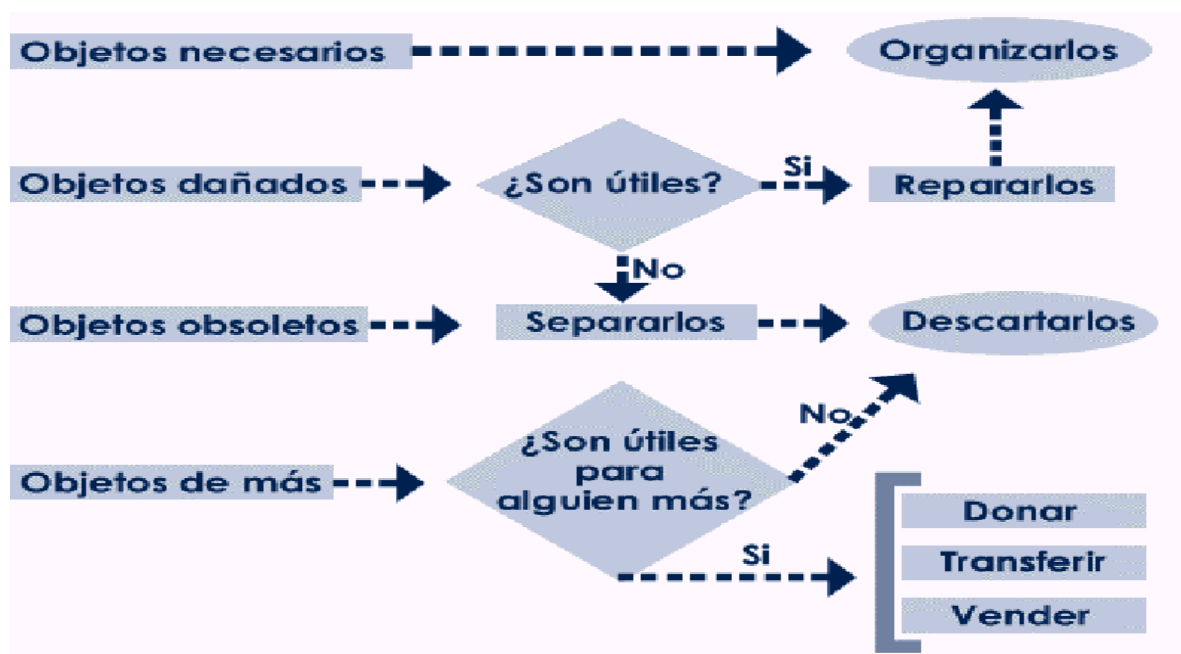 Objetos necesarios
Organizarlos
Objetos dañados
¿Son útiles?
Si
Repararlos
No
Objetos obsoletos
Separarlos
Descartarlos
Objetos de más
¿Son útiles
para
alguien más?
No
Si
Donar
Transferir
Vender